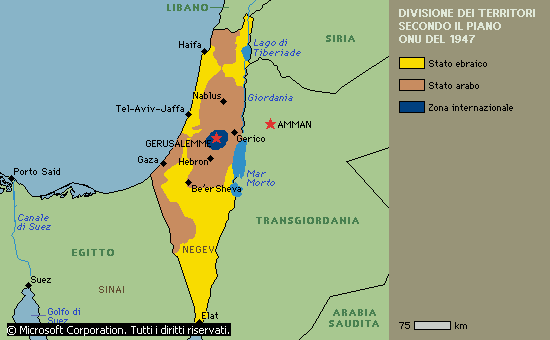 LIBANO
DIVISIONE DEI TERRITORI
SECONDO IL PIANO
ONU DEL 1947
SIRIA
Haifa
Lago di
Tiberiade
Stato ebraico
Stato arabo
Zona internazionale
Nablus
Giordania
Tel-Aviv-Jaffa
AMMAN
GERUSALEMME
Gerico
Gaza
Hebron
Porto Said
Mar
Morto
Be'er Sheva
Canale
di Suez
TRANSGIORDANIA
EGITTO
NEGEV
Suez
SINAI
Golfo di
Suez
Elat
ARABIA
SAUDITA
75 km
© Microsoft Corporation. Tutti i diritti riservati.